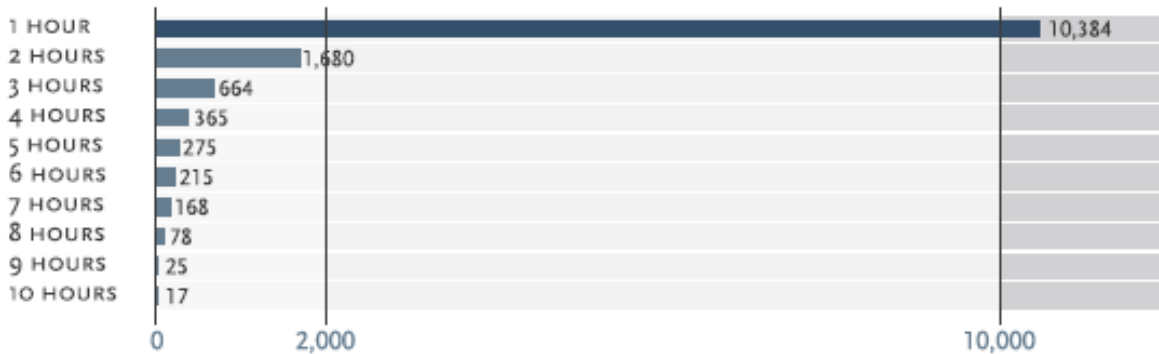 1 HOUR 10,384
2 HOURS 1,680
3 HOURS 664
4 HOURS 365
5 HOURS 275
6 HOURS 215
7 HOURS 168
8 HOURS 78
9 HOURS 25
10 HOURS 17
0 2,000 10,000